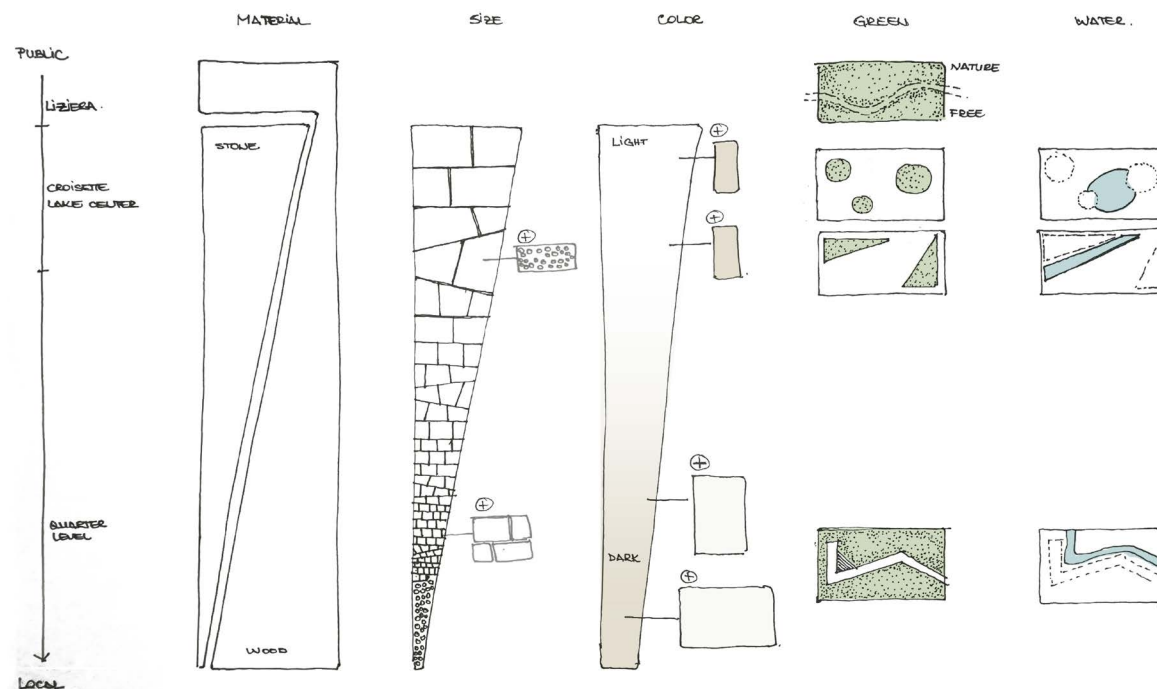 MATERIAL
SIZE
COLOR
GREEN
WATER.
PUBLIC
LIZIERA.
CROISETTE
LAKE CENTER
QUARTER
LEVEL
LOCAL
STONE.
WOOD
LIGHT
DARK
NATURE
FREE